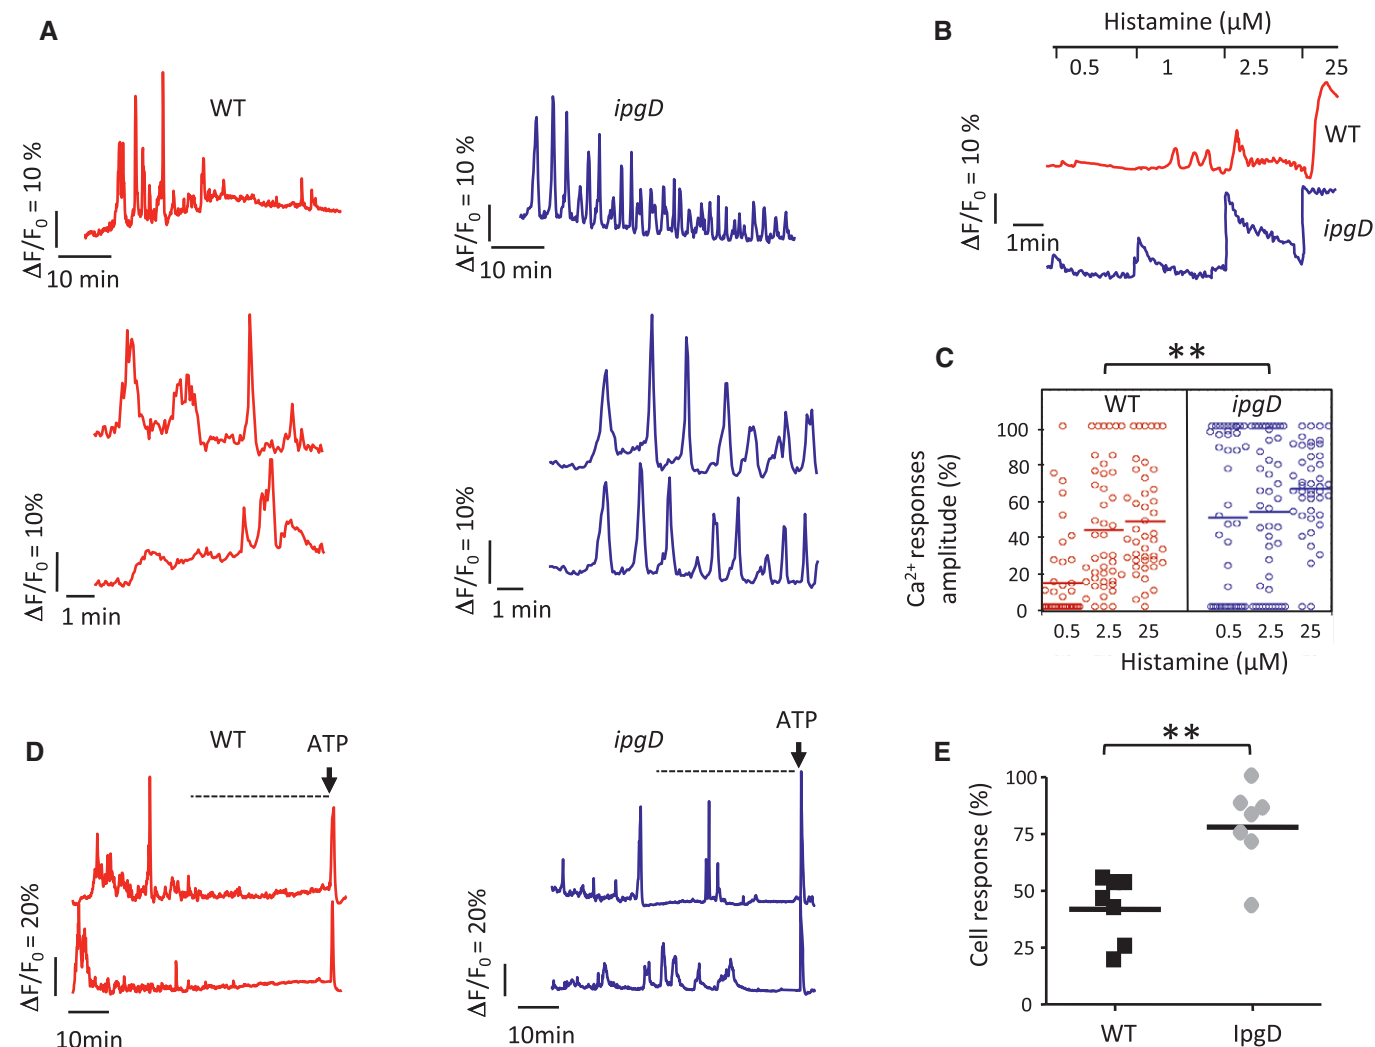 A
WT
ipgD
ΔF/F0 = 10 %
10 min
ΔF/F0 = 10 %
10 min
ΔF/F0 = 10%
1 min
ΔF/F0 = 10%
1 min
B
Histamine (µM)
0.5 1 2.5 25
WT
ipgD
ΔF/F0 = 10 %
1min
C
**
WT ipgD
Ca2+ responses
amplitude (%)
100
80
60
40
20
0
0.5 2.5 25 0.5 2.5 25
Histamine (µM)
D
WT
ATP
ΔF/F0 = 20%
10min
ipgD
ATP
ΔF/F0 = 20%
10min
E
**
Cell response (%)
100
75
50
25
0
WT IpgD